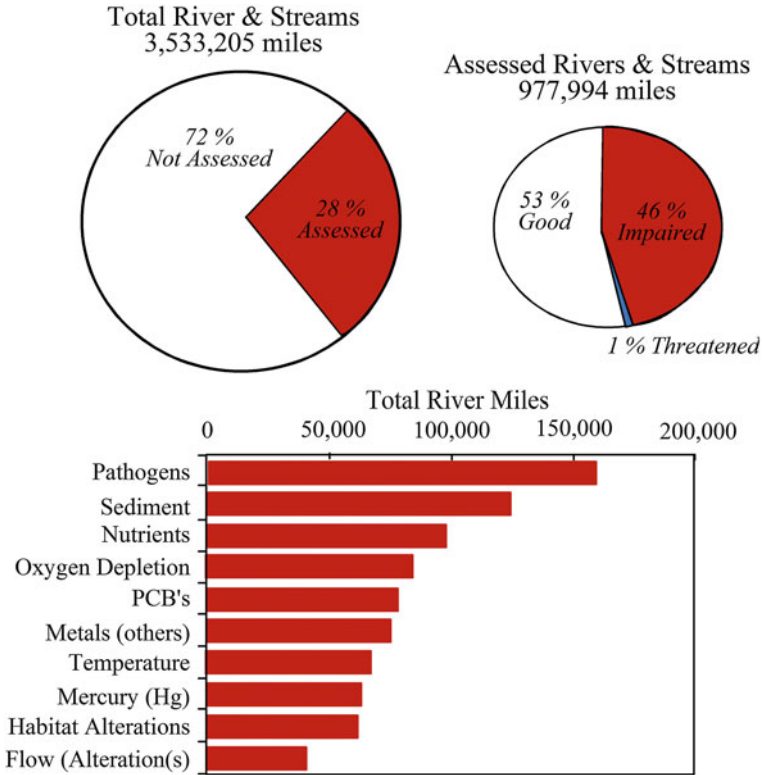 Total River & Streams
3,533,205 miles
72 %
Not Assessed
28 %
Assessed
Assessed Rivers & Streams
977,994 miles
53 %
Good
46 %
Impaired
1 % Threatened
Total River Miles
0 50,000 100,000 150,000 200,000
Pathogens
Sediment
Nutrients
Oxygen Depletion
PCB's
Metals (others)
Temperature
Mercury (Hg)
Habitat Alterations
Flow (Alteration(s)